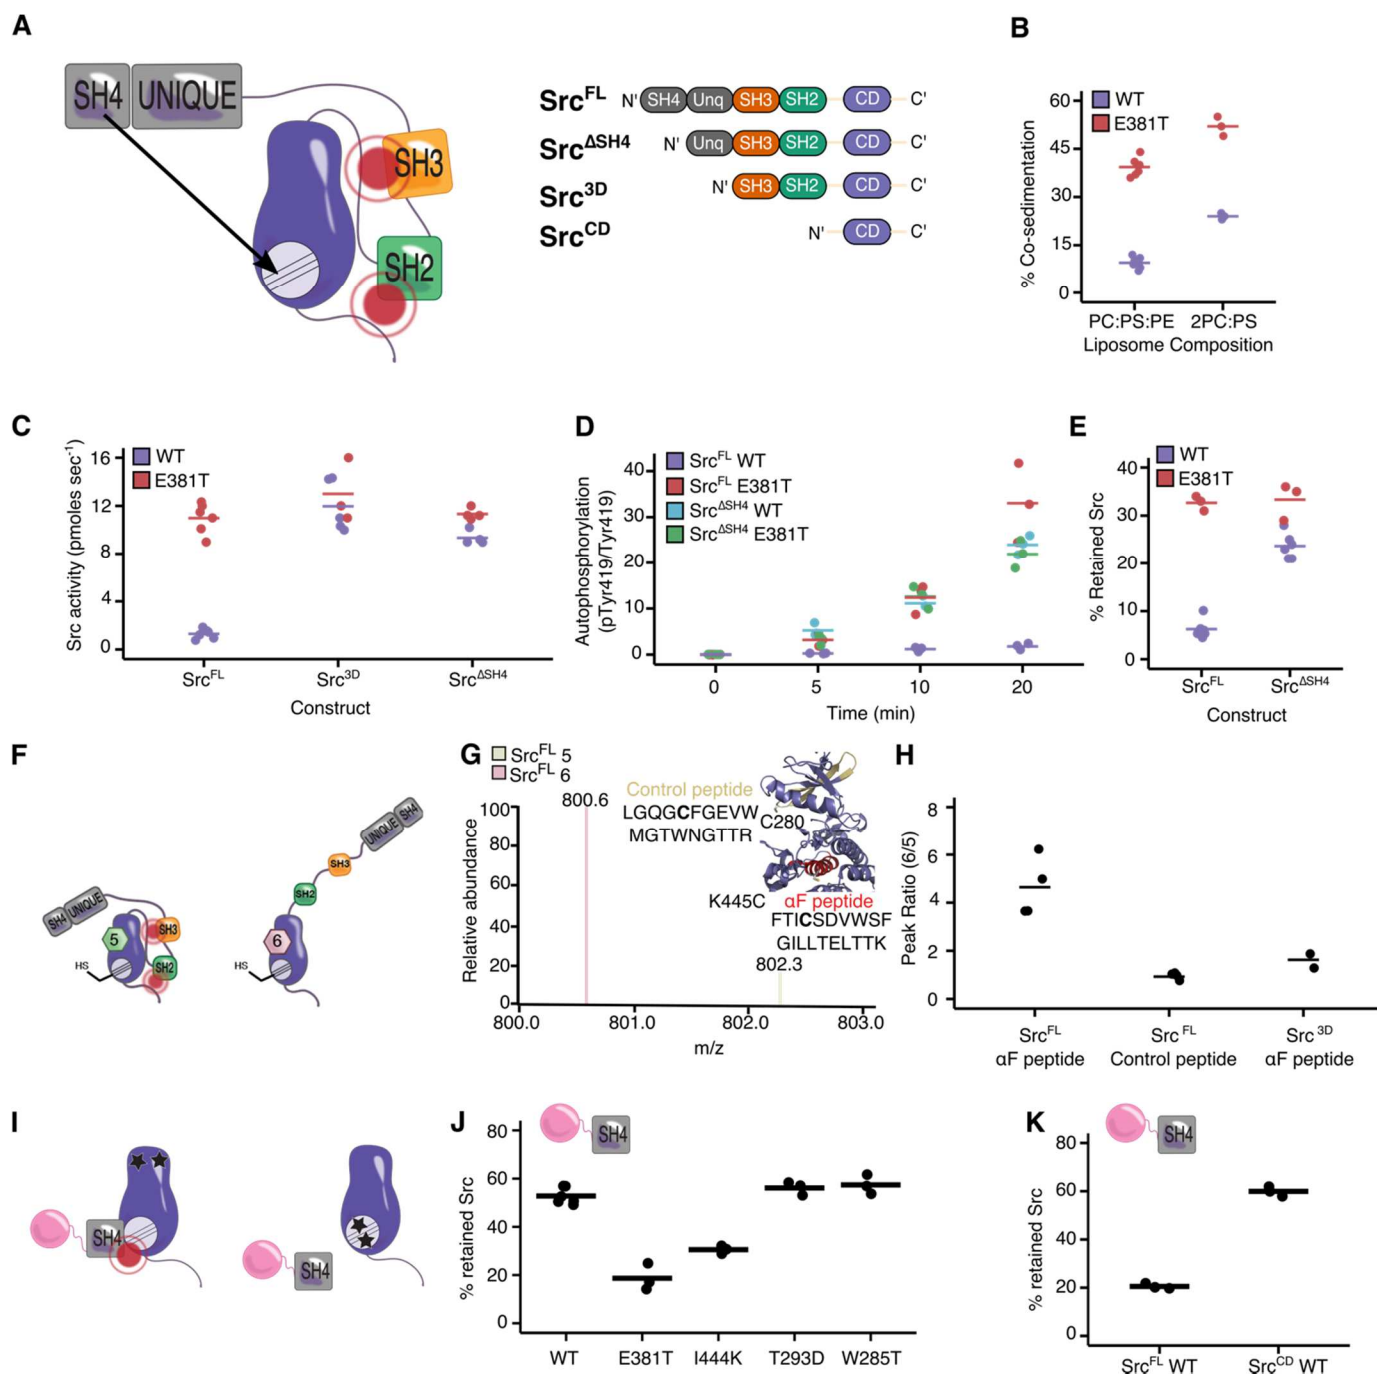 A
SH4 UNIQUE
SH3
SH2
Src^FL N' SH4 Unq SH3 SH2 CD C'
Src^ΔSH4 N' Unq SH3 SH2 CD C'
Src^3D N' SH3 SH2 CD C'
Src^CD N' CD C'
B
WT
E381T
% Co-sedimentation
60
45
30
15
0
PC:PS:PE 2PC:PS
Liposome Composition
C
WT
E381T
Src activity (pmoles sec^-1)
16
12
8
4
0
Src^FL Src^3D Src^ΔSH4
Construct
D
Src^FL WT
Src^FL E381T
Src^ΔSH4 WT
Src^ΔSH4 E381T
Autophosphorylation
(pTyr419/Tyr419)
40
30
20
10
0
0 5 10 20
Time (min)
E
WT
E381T
% Retained Src
40
30
20
10
0
Src^FL Src^ΔSH4
Construct
F
SH4 UNIQUE
5
SH3
SH2
HS
UNIQUE SH4
SH3
SH2
6
HS
G
Src^FL 5
Src^FL 6
Relative abundance
100
80
60
40
20
0
800.6
802.3
800.0 801.0 802.0 803.0
m/z
Control peptide
LGQGCFGEVW
MGTWNGTTR
C280
K445C
αF peptide
FTICSDVWSF
GILLTELTTK
H
Peak Ratio (6/5)
8
6
4
2
0
Src^FL Src^FL Src^3D
αF peptide Control peptide αF peptide
I
SH4
SH4
J
SH4
% retained Src
80
60
40
20
0
WT E381T I444K T293D W285T
K
SH4
% retained Src
80
60
40
20
0
Src^FL WT Src^CD WT